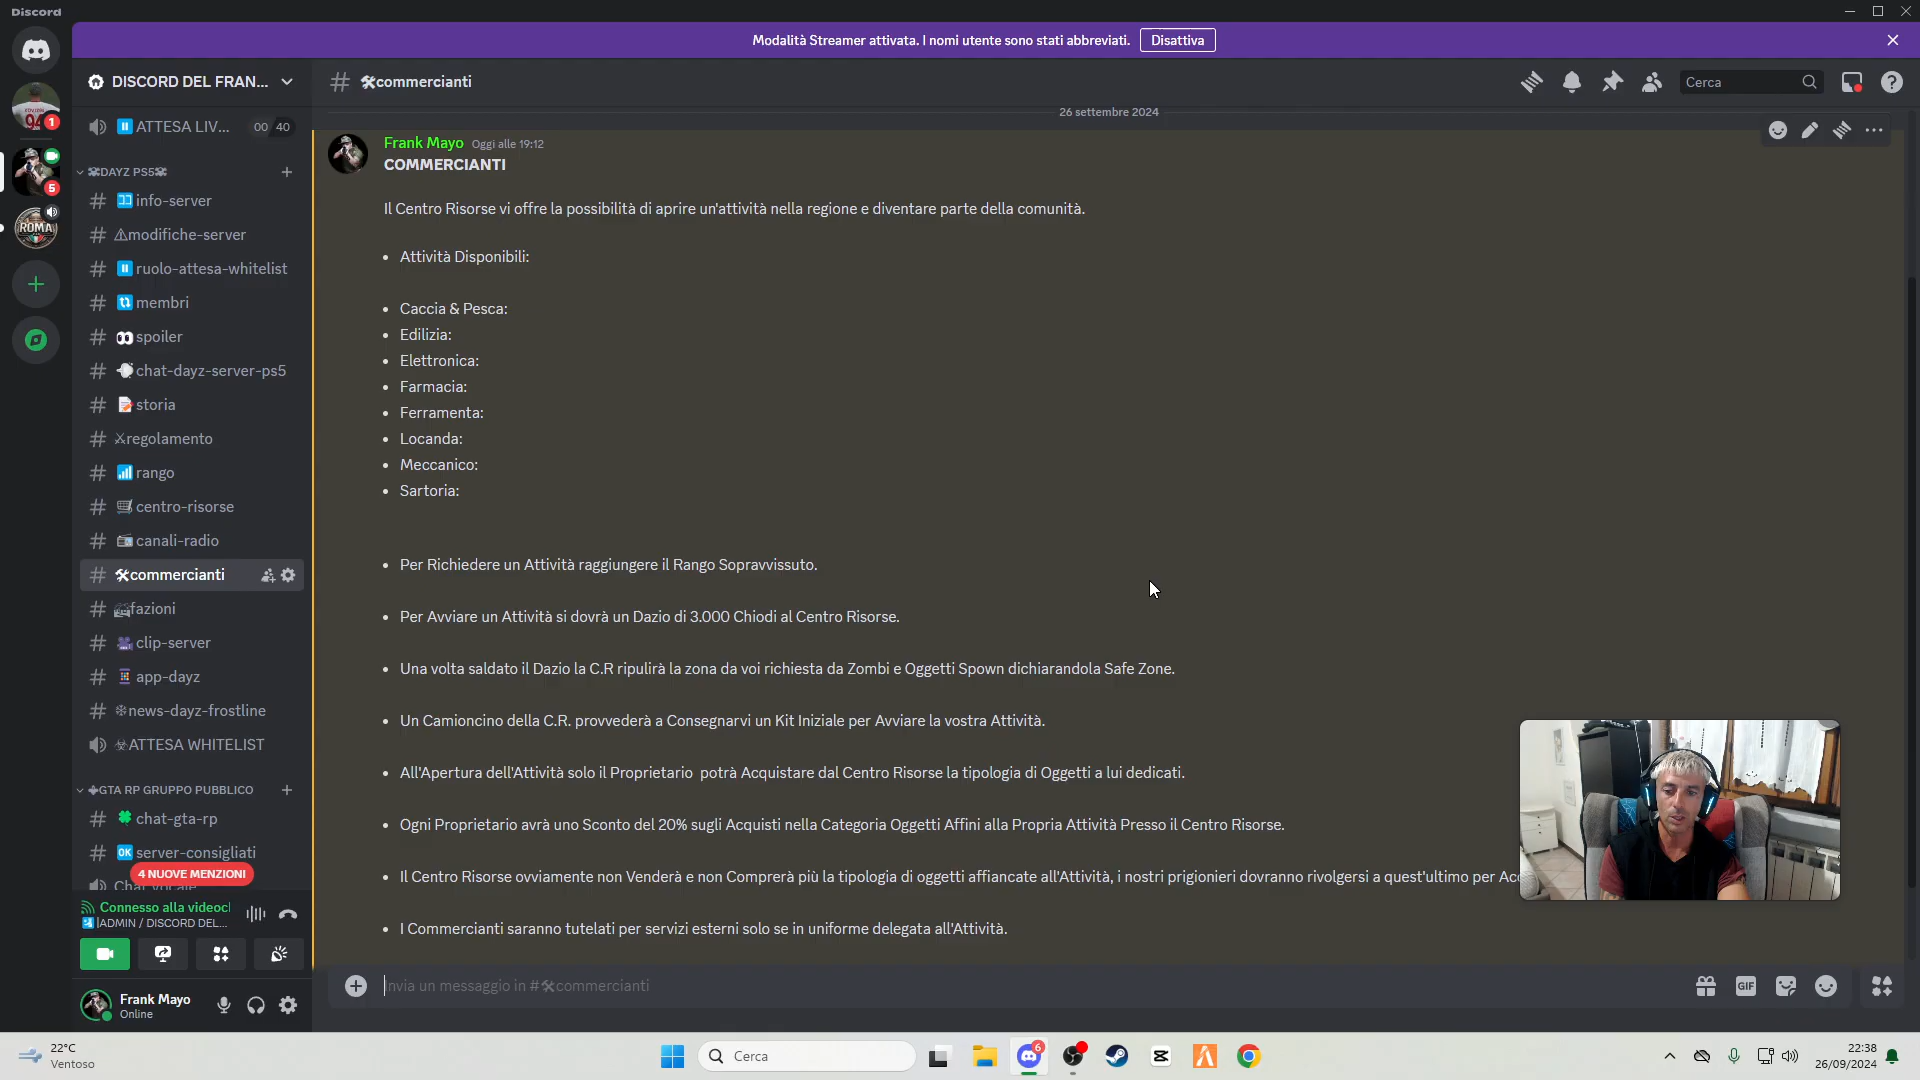 Discord
Modalità Streamer attivata. I nomi utente sono stati abbreviati.
Disattiva
DISCORD DEL FRAN...
commercianti
Cerca
ATTESA LIV...
00 40
26 settembre 2024
Frank Mayo Oggi alle 19:12
COMMERCIANTI
Il Centro Risorse vi offre la possibilità di aprire un'attività nella regione e diventare parte della comunità.
Attività Disponibili:
Caccia & Pesca:
Edilizia:
Elettronica:
Farmacia:
Ferramenta:
Locanda:
Meccanico:
Sartoria:
Per Richiedere un Attività raggiungere il Rango Sopravvissuto.
Per Avviare un Attività si dovrà un Dazio di 3.000 Chiodi al Centro Risorse.
Una volta saldato il Dazio la C.R ripulirà la zona da voi richiesta da Zombi e Oggetti Spown dichiarandola Safe Zone.
Un Camioncino della C.R. provvederà a Consegnarvi un Kit Iniziale per Avviare la vostra Attività.
All'Apertura dell'Attività solo il Proprietario potrà Acquistare dal Centro Risorse la tipologia di Oggetti a lui dedicati.
Ogni Proprietario avrà uno Sconto del 20% sugli Acquisti nella Categoria Oggetti Affini alla Propria Attività Presso il Centro Risorse.
Il Centro Risorse ovviamente non Venderà e non Comprerà più la tipologia di oggetti affiancate all'Attività, i nostri prigionieri dovranno rivolgersi a quest'ultimo per
I Commercianti saranno tutelati per servizi esterni solo se in uniforme delegata all'Attività.
Invia un messaggio in #commercianti
GIF
DAYZ PS5
info-server
modifiche-server
ruolo-attesa-whitelist
membri
spoiler
chat-dayz-server-ps5
storia
regolamento
rango
centro-risorse
canali-radio
commercianti
fazioni
clip-server
app-dayz
news-dayz-frostline
ATTESA WHITELIST
GTA RP GRUPPO PUBBLICO
chat-gta-rp
OK server-consigliati
4 NUOVE MENZIONI
Connesso alla videoc
|ADMIN / DISCORD DEL...
Frank Mayo
Online
94
1
5
ROMA
22°C
Ventoso
Cerca
6
22:38
26/09/2024